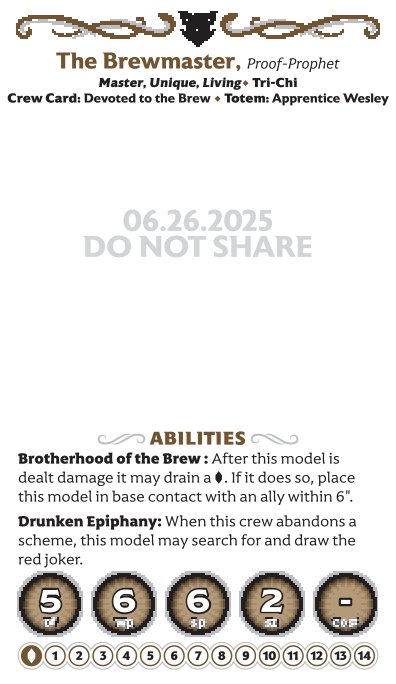 The Brewmaster, Proof-Prophet
Master, Unique, Living • Tri-Chi
Crew Card: Devoted to the Brew • Totem: Apprentice Wesley
06.26.2025
DO NOT SHARE
ABILITIES
Brotherhood of the Brew : After this model is
dealt damage it may drain a . If it does so, place
this model in base contact with an ally within 6".
Drunken Epiphany: When this crew abandons a
scheme, this model may search for and draw the
red joker.
5 6 6 2 -
df wp sp sz cost
1 2 3 4 5 6 7 8 9 10 11 12 13 14